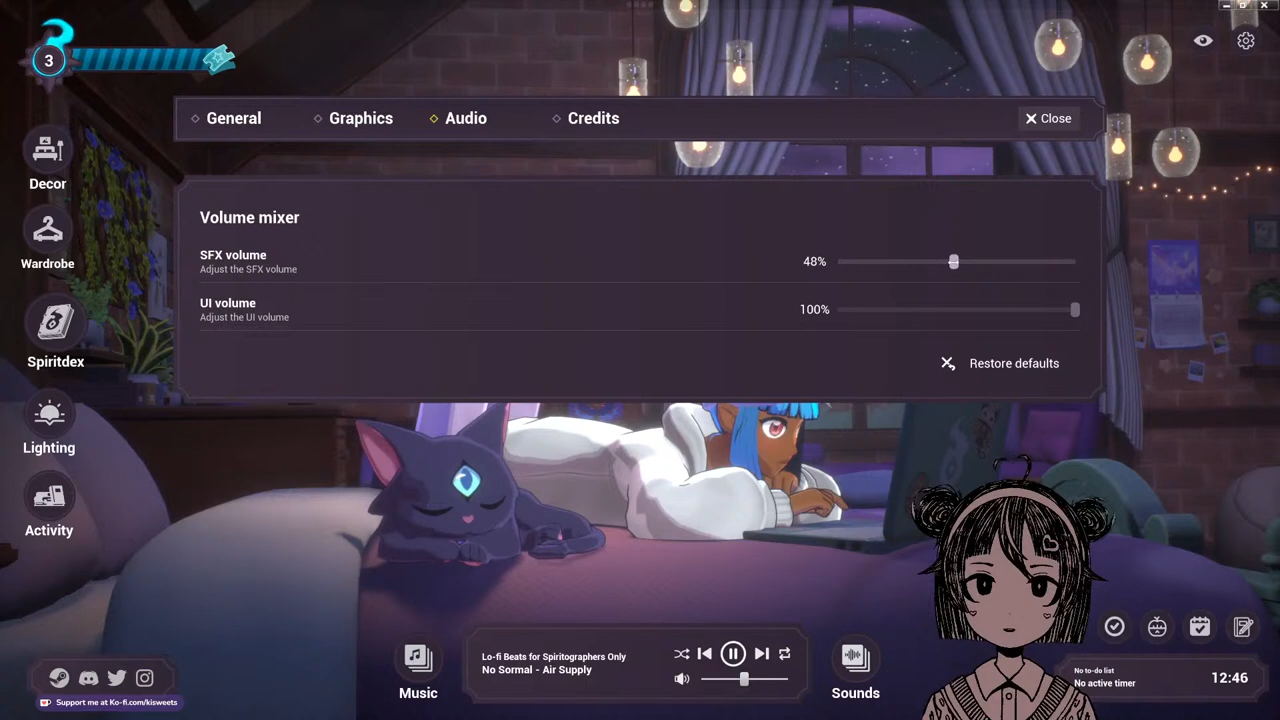 3
General
Graphics
Audio
Credits
Close
Decor
Wardrobe
Spiritdex
Lighting
Activity
Volume mixer
SFX volume
Adjust the SFX volume
48%
UI volume
Adjust the UI volume
100%
Restore defaults
Music
Lo-fi Beats for Spiritographers Only
No Normal - Air Supply
Sounds
No to-do list
No active timer
12:46
Support me at Ko-fi.com/kisweets